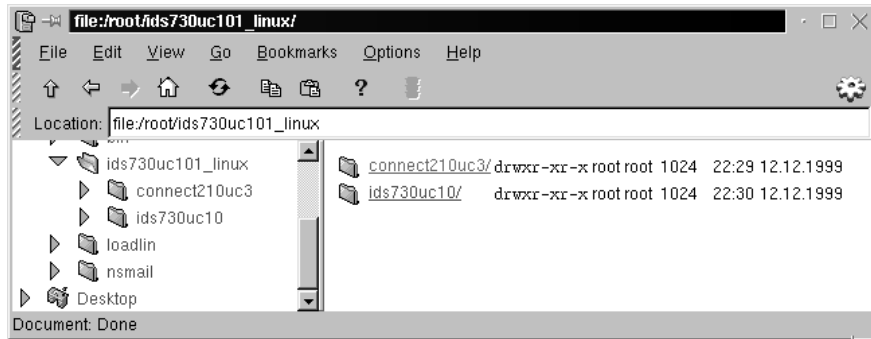 file:/root/ids730uc101_linux/
File Edit View Go Bookmarks Options Help
?
Location: file:/root/ids730uc101_linux
ids730uc101_linux
connect210uc3
ids730uc10
loadlin
nsmail
Desktop
connect210uc3/ drwxr-xr-x root root 1024 22:29 12.12.1999
ids730uc10/ drwxr-xr-x root root 1024 22:30 12.12.1999
Document: Done